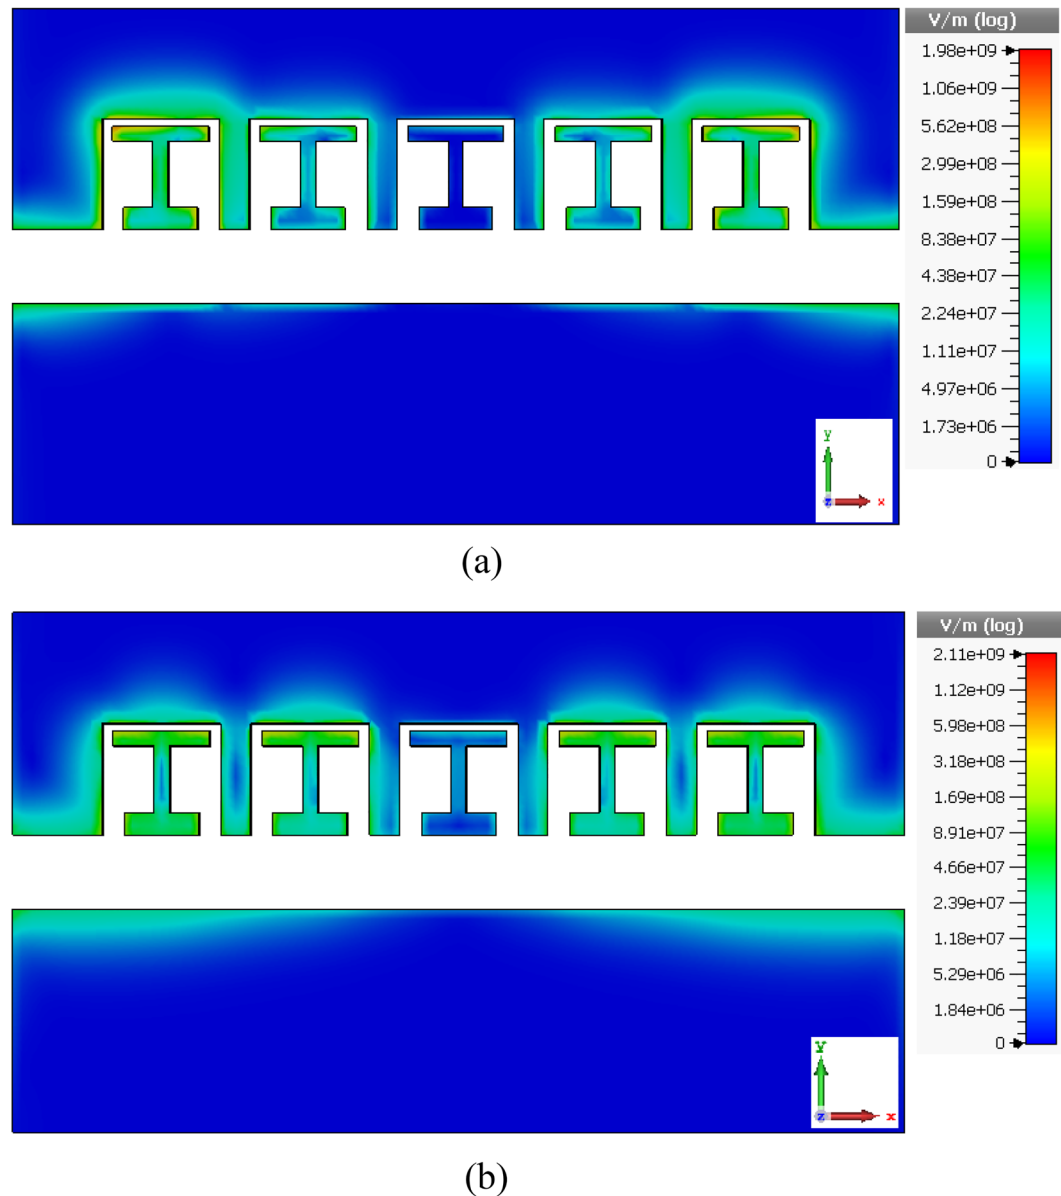 V/m (log)
1.98e+09
1.06e+09
5.62e+08
2.99e+08
1.59e+08
8.38e+07
4.38e+07
2.24e+07
1.11e+07
4.97e+06
1.73e+06
0
y
z
x
(a)
V/m (log)
2.11e+09
1.12e+09
5.98e+08
3.18e+08
1.69e+08
8.91e+07
4.66e+07
2.39e+07
1.18e+07
5.29e+06
1.84e+06
0
y
z
x
(b)